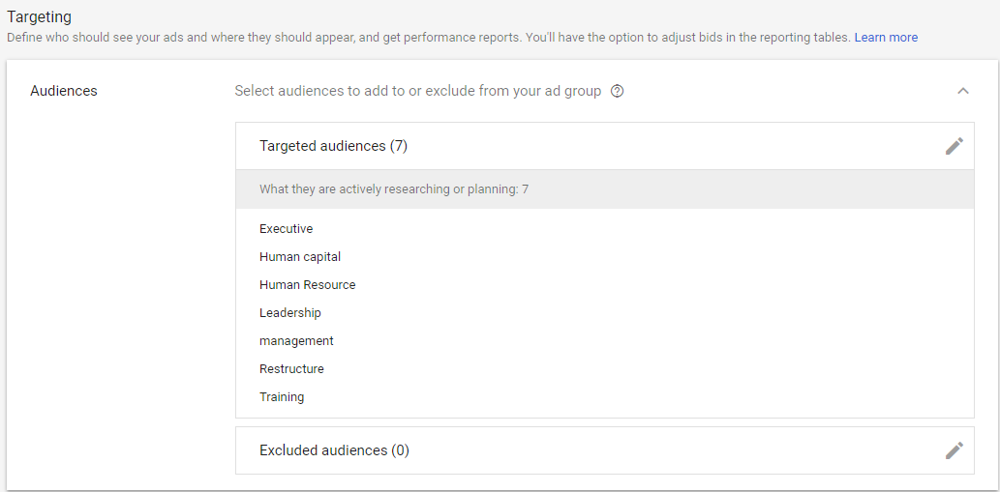 Targeting
Define who should see your ads and where they should appear, and get performance reports. You'll have the option to adjust bids in the reporting tables. Learn more
Audiences
Select audiences to add to or exclude from your ad group
Targeted audiences (7)
What they are actively researching or planning: 7
Executive
Human capital
Human Resource
Leadership
management
Restructure
Training
Excluded audiences (0)